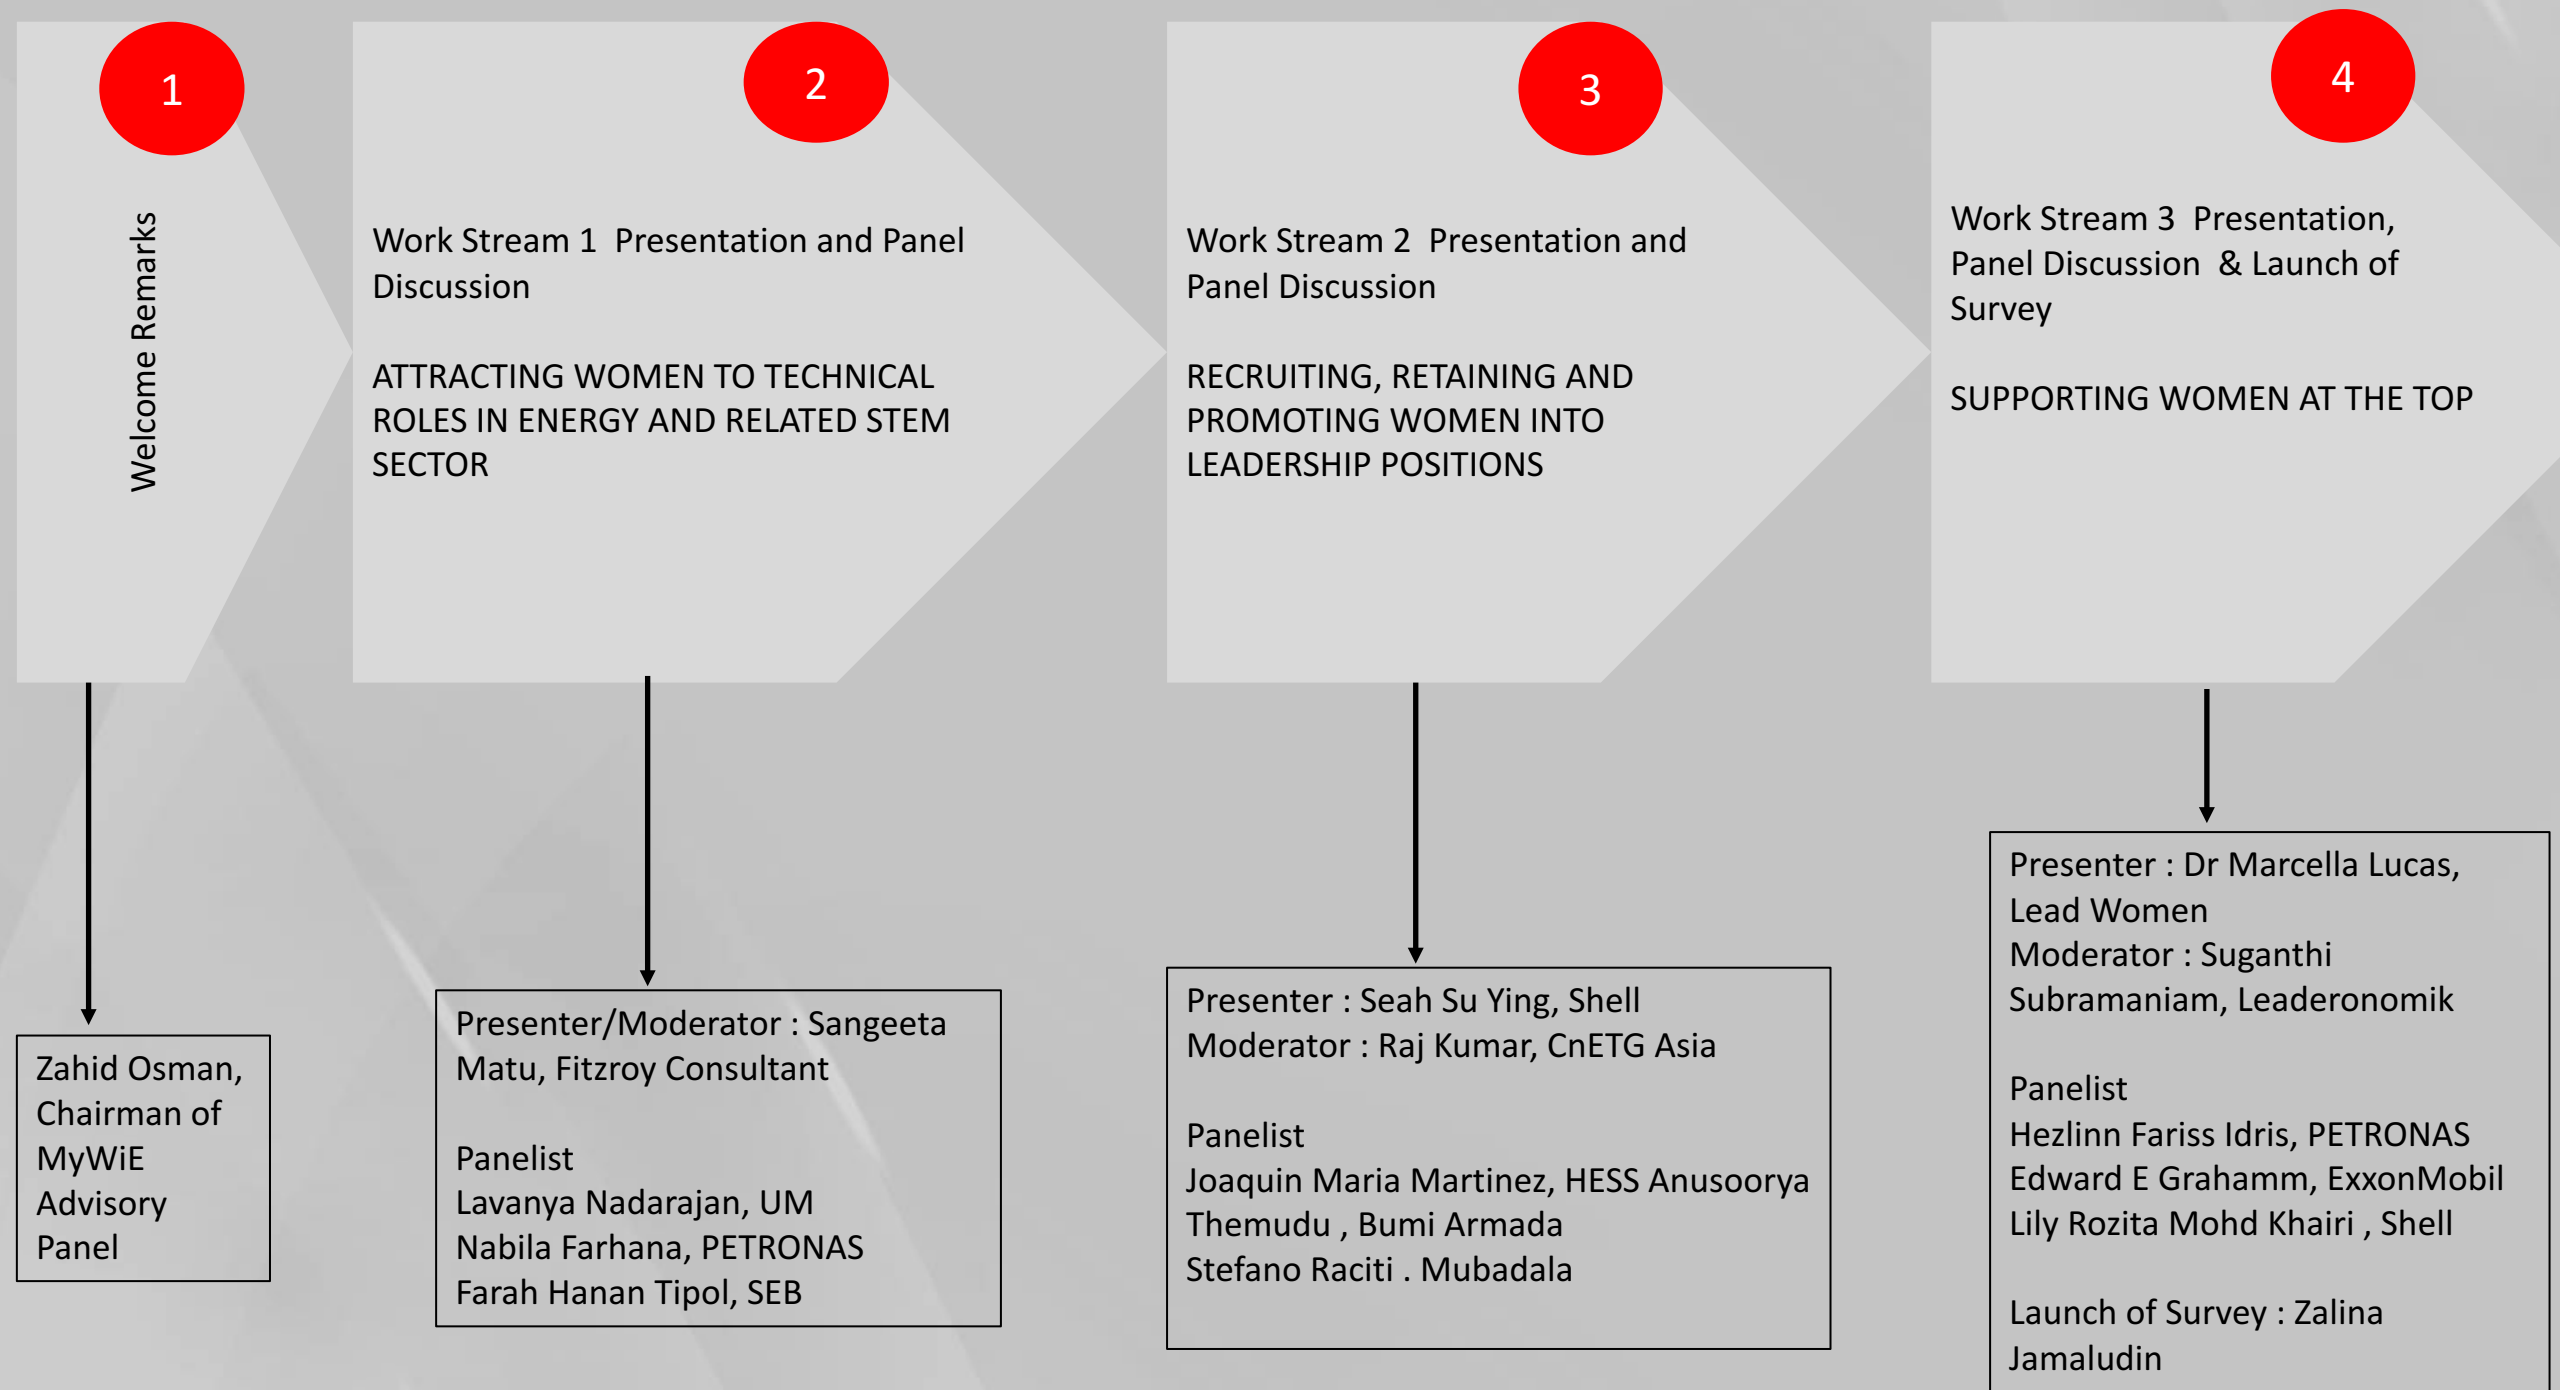 1
Welcome Remarks
Zahid Osman,
Chairman of
MyWiE
Advisory
Panel
2
Work Stream 1  Presentation and Panel
Discussion
ATTRACTING WOMEN TO TECHNICAL
ROLES IN ENERGY AND RELATED STEM
SECTOR
Presenter/Moderator : Sangeeta
Matu, Fitzroy Consultant
Panelist
Lavanya Nadarajan, UM
Nabila Farhana, PETRONAS
Farah Hanan Tipol, SEB
3
Work Stream 2  Presentation and
Panel Discussion
RECRUITING, RETAINING AND
PROMOTING WOMEN INTO
LEADERSHIP POSITIONS
Presenter : Seah Su Ying, Shell
Moderator : Raj Kumar, CnETG Asia
Panelist
Joaquin Maria Martinez, HESS Anusoorya
Themudu , Bumi Armada
Stefano Raciti . Mubadala
4
Work Stream 3  Presentation,
Panel Discussion  & Launch of
Survey
SUPPORTING WOMEN AT THE TOP
Presenter : Dr Marcella Lucas,
Lead Women
Moderator : Suganthi
Subramaniam, Leaderonomik
Panelist
Hezlinn Fariss Idris, PETRONAS
Edward E Grahamm, ExxonMobil
Lily Rozita Mohd Khairi , Shell
Launch of Survey : Zalina
Jamaludin